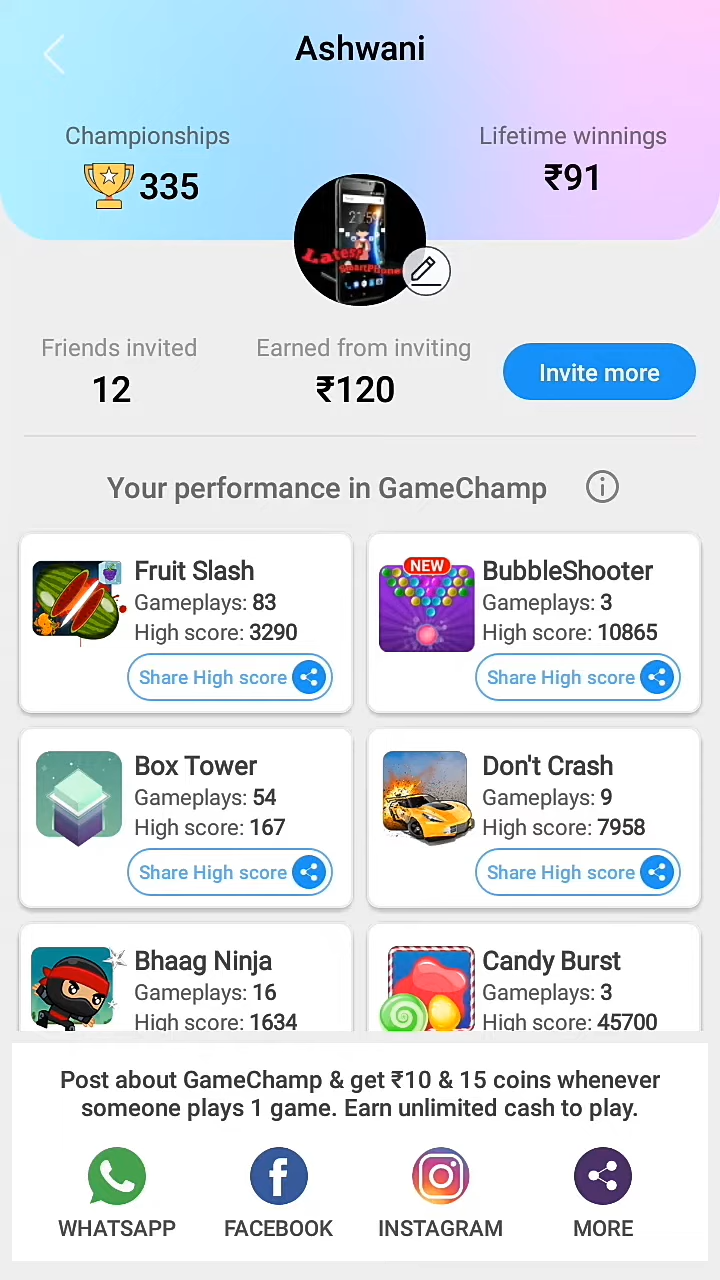 Ashwani
Championships
335
Lifetime winnings
₹91
21:5
Latest
SmartPhone
Friends invited
12
Earned from inviting
₹120
Invite more
Your performance in GameChamp
Fruit Slash
Gameplays: 83
High score: 3290
Share High score
NEW
BubbleShooter
Gameplays: 3
High score: 10865
Share High score
Box Tower
Gameplays: 54
High score: 167
Share High score
Don't Crash
Gameplays: 9
High score: 7958
Share High score
Bhaag Ninja
Gameplays: 16
High score: 1634
Candy Burst
Gameplays: 3
High score: 45700
Post about GameChamp & get ₹10 & 15 coins whenever
someone plays 1 game. Earn unlimited cash to play.
WHATSAPP
FACEBOOK
INSTAGRAM
MORE